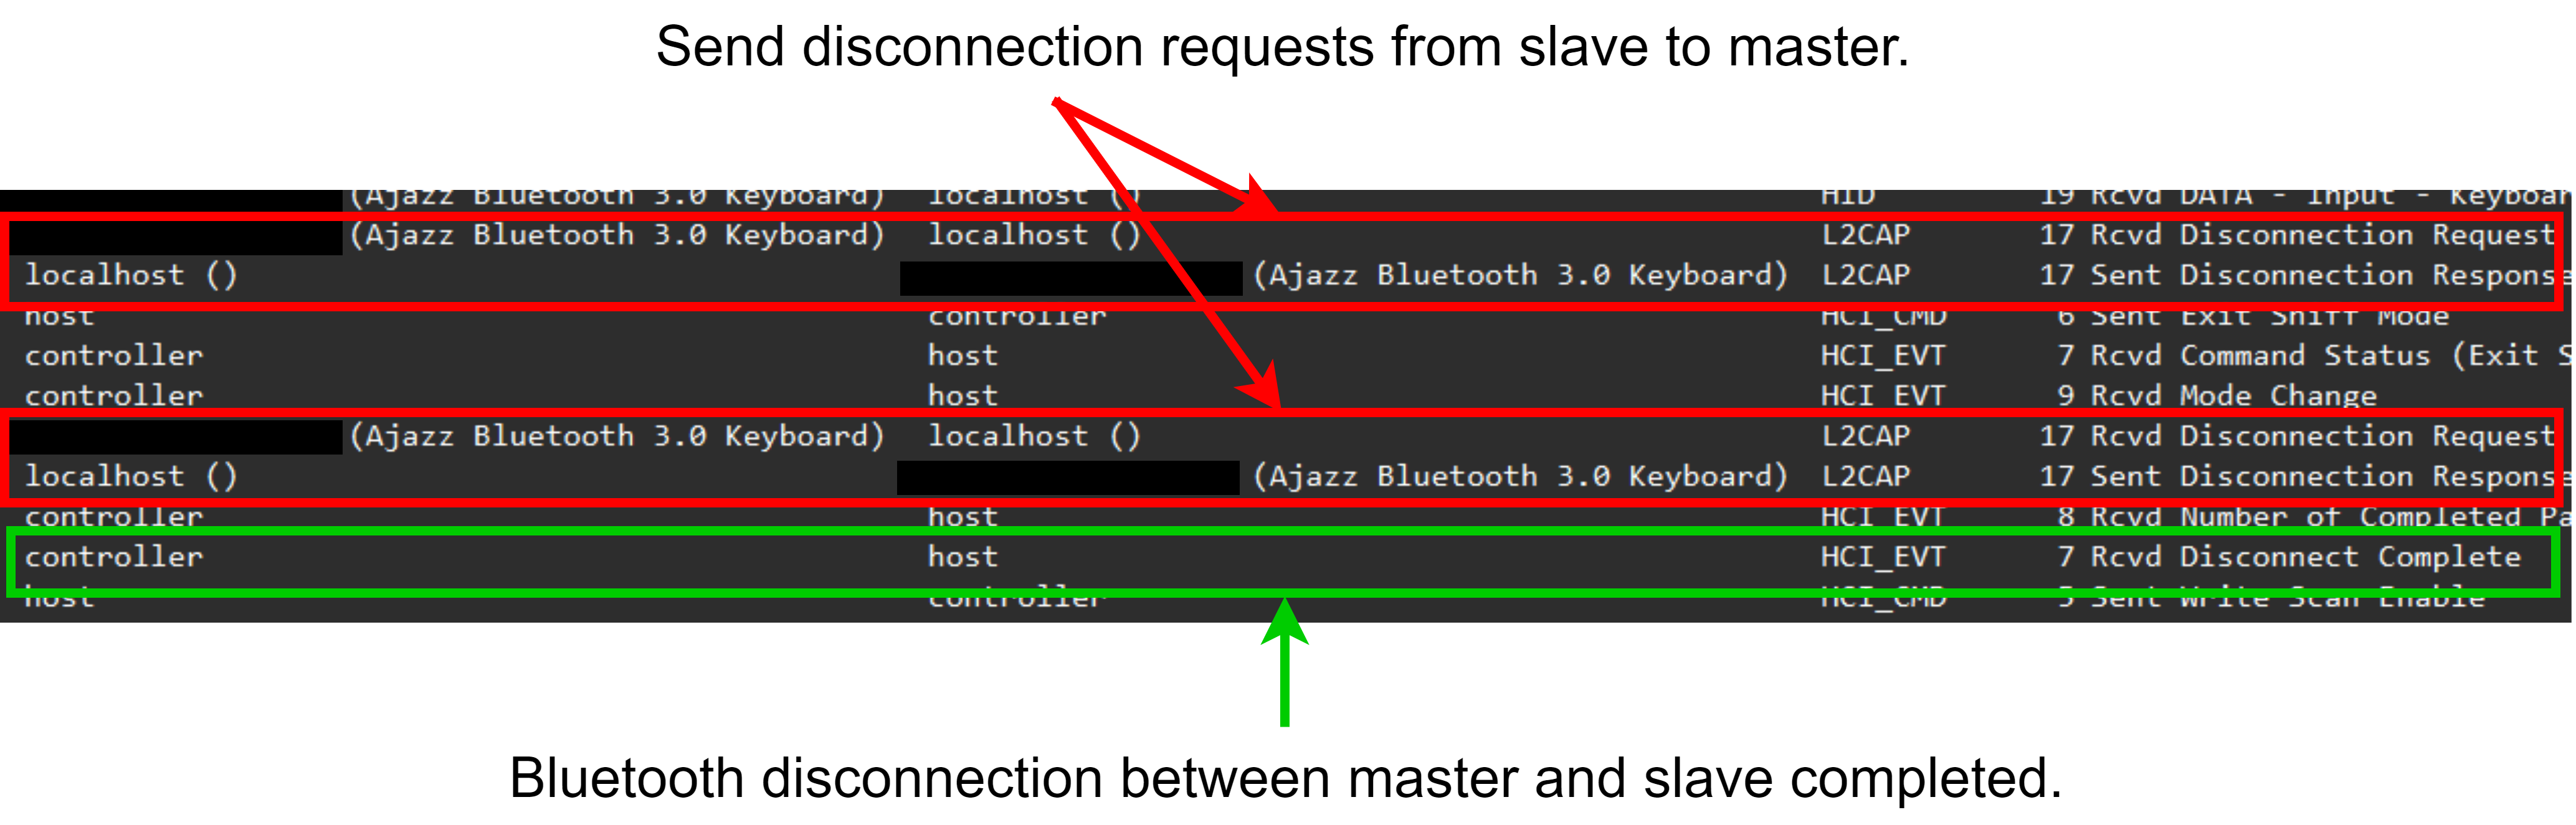 Send disconnection requests from slave to master.
(Ajazz Bluetooth 3.0 Keyboard) localhost () HID 19 Rcvd DATA - Input - Keyboar
(Ajazz Bluetooth 3.0 Keyboard) localhost () L2CAP 17 Rcvd Disconnection Request
localhost () (Ajazz Bluetooth 3.0 Keyboard) L2CAP 17 Sent Disconnection Response
host controller HCI_CMD 6 Sent Exit Sniff Mode
controller host HCI_EVT 7 Rcvd Command Status (Exit S
controller host HCI_EVT 9 Rcvd Mode Change
(Ajazz Bluetooth 3.0 Keyboard) localhost () L2CAP 17 Rcvd Disconnection Request
localhost () (Ajazz Bluetooth 3.0 Keyboard) L2CAP 17 Sent Disconnection Response
controller host HCI_EVT 8 Rcvd Number of Completed Pa
controller host HCI_EVT 7 Rcvd Disconnect Complete
host controller HCI_CMD 5 Sent Write Scan Enable
Bluetooth disconnection between master and slave completed.